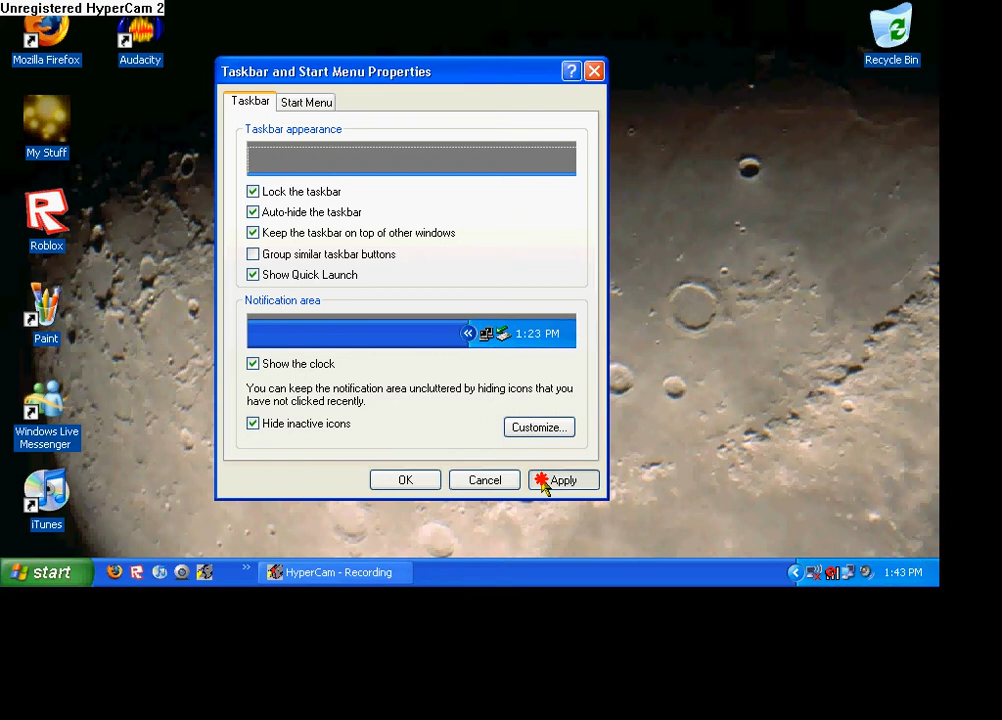 Unregistered HyperCam 2
Mozilla Firefox
Audacity
Recycle Bin
My Stuff
Roblox
Paint
Windows Live
Messenger
iTunes
Taskbar and Start Menu Properties
Taskbar
Start Menu
Taskbar appearance
Lock the taskbar
Auto-hide the taskbar
Keep the taskbar on top of other windows
Group similar taskbar buttons
Show Quick Launch
Notification area
1:23 PM
Show the clock
You can keep the notification area uncluttered by hiding icons that you
have not clicked recently.
Hide inactive icons
Customize...
OK
Cancel
Apply
start
HyperCam - Recording
1:43 PM